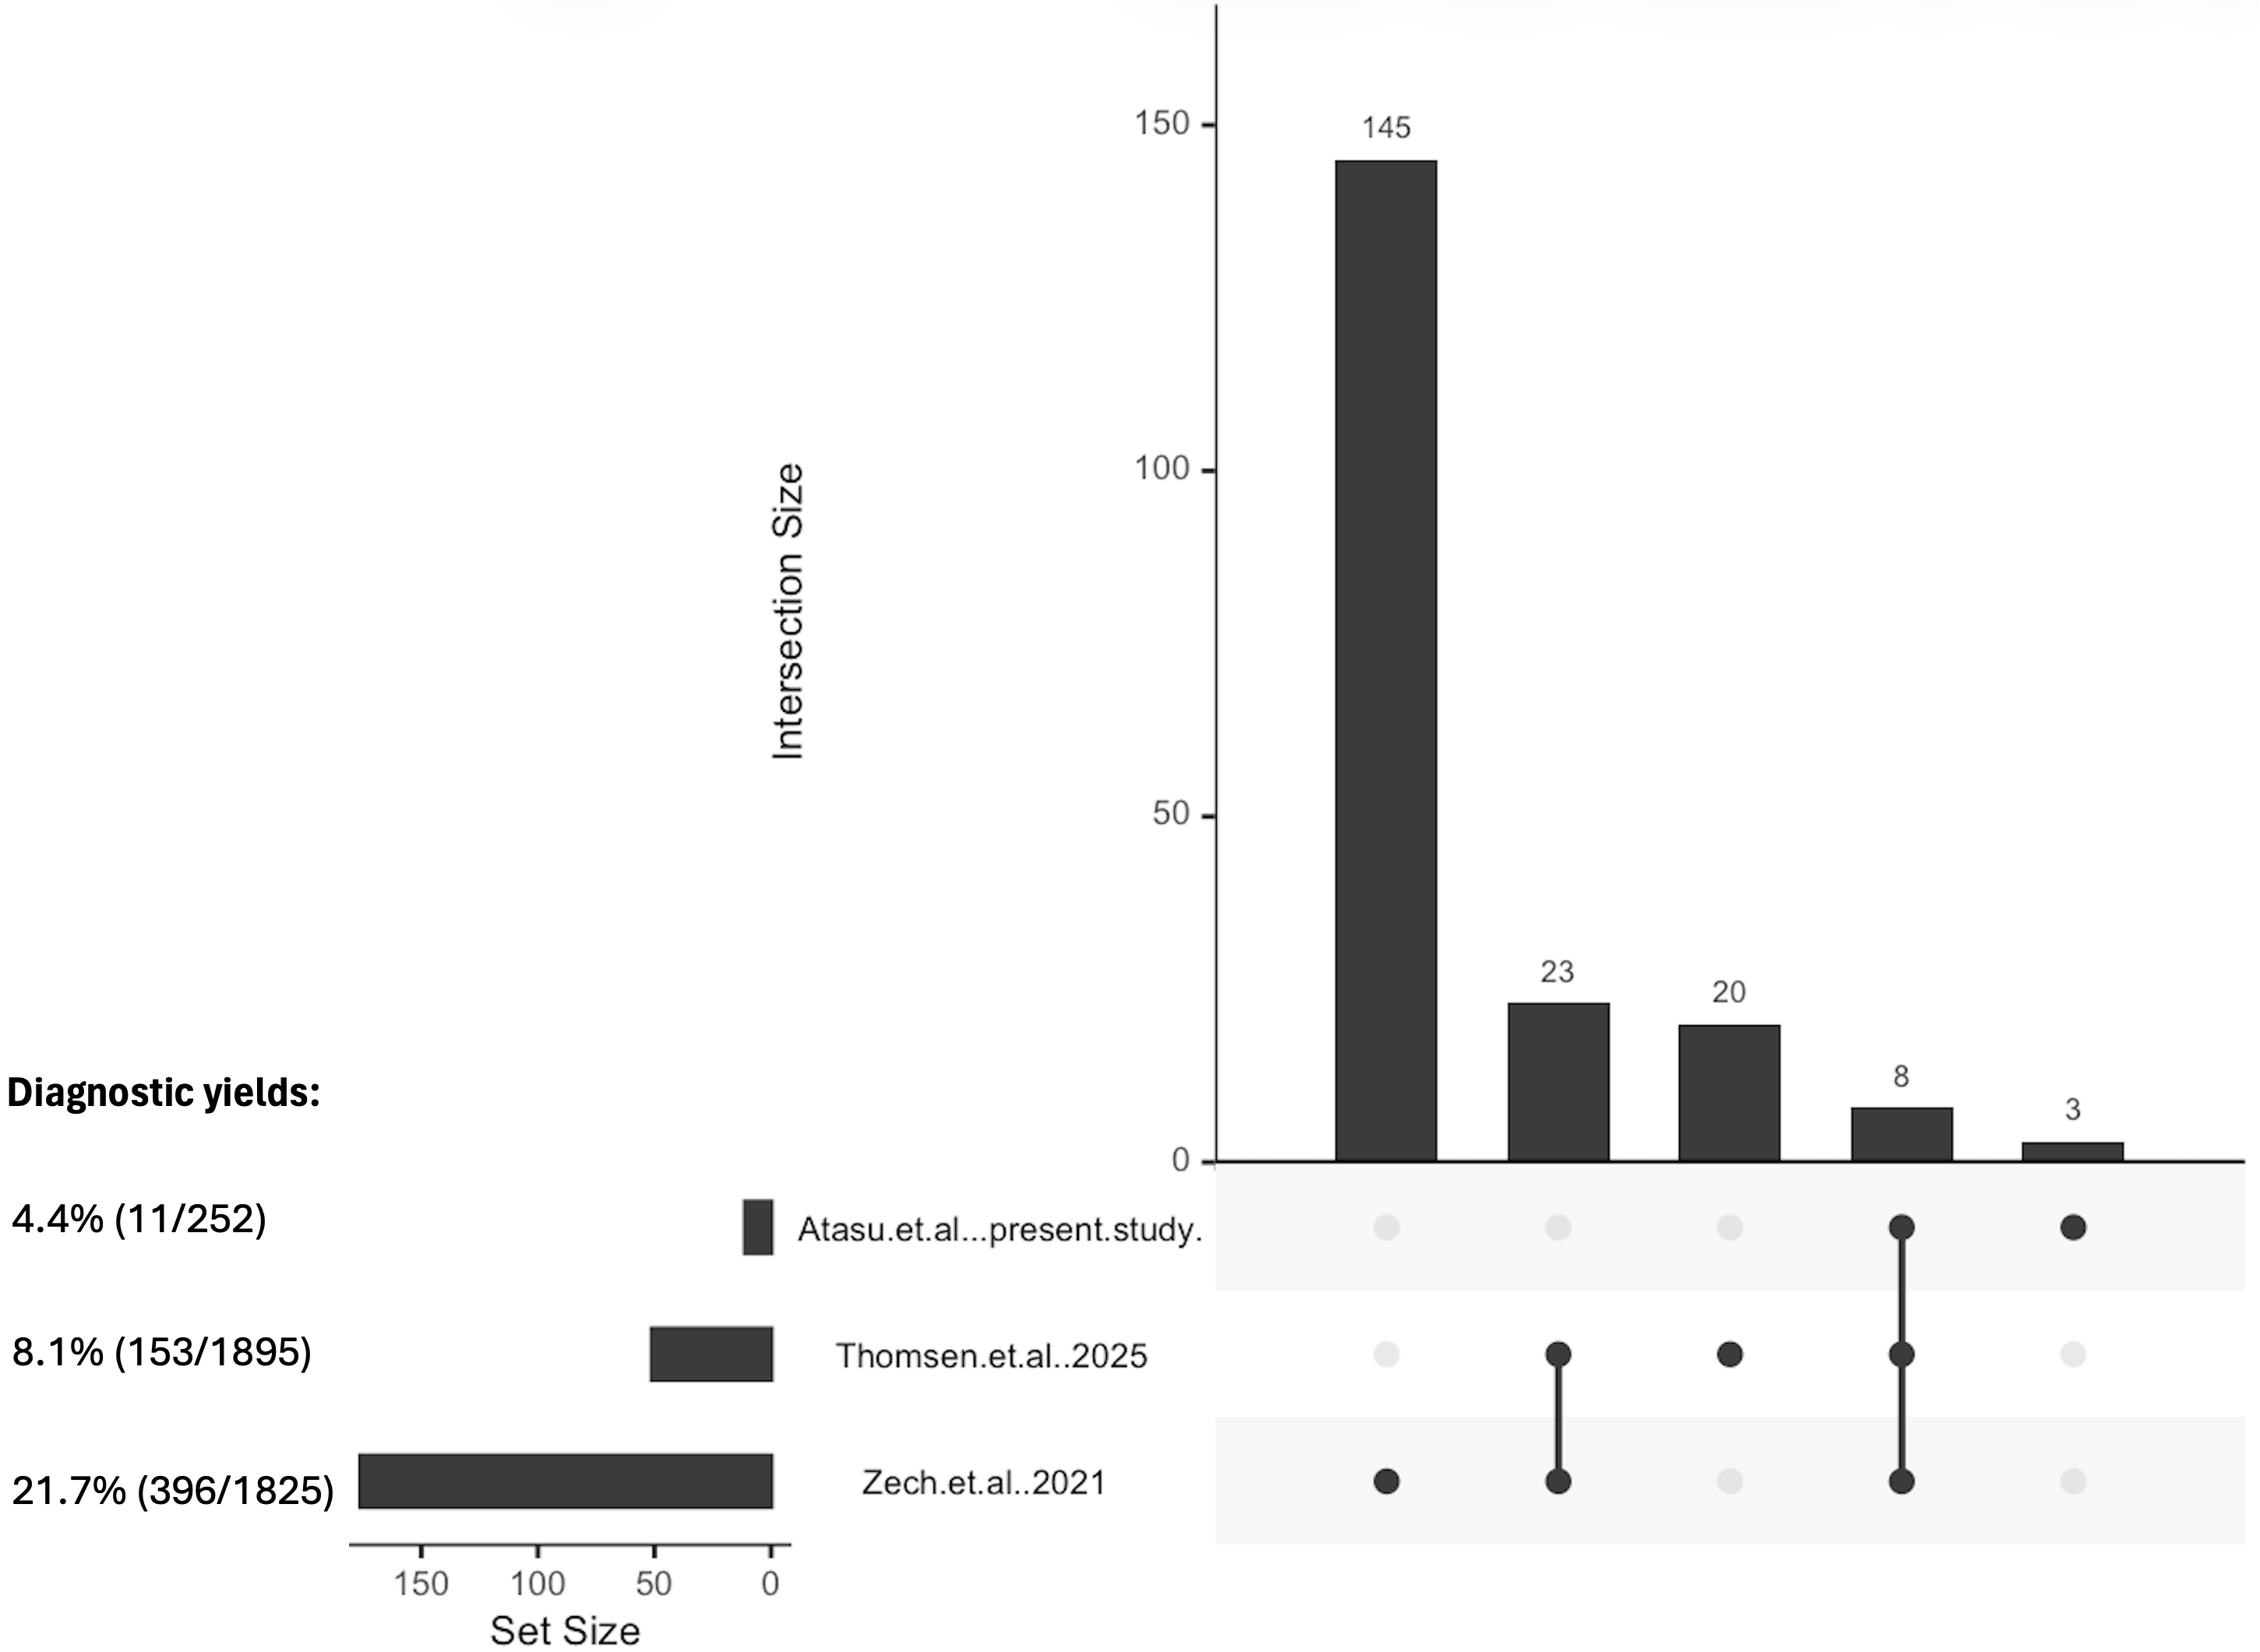 150
145
100
Intersection Size
50
23
20
8
3
0
Diagnostic yields:
4.4% (11/252)
Atasu.et.al...present.study.
8.1% (153/1895)
Thomsen.et.al..2025
21.7% (396/1825)
Zech.et.al..2021
150 100 50 0
Set Size